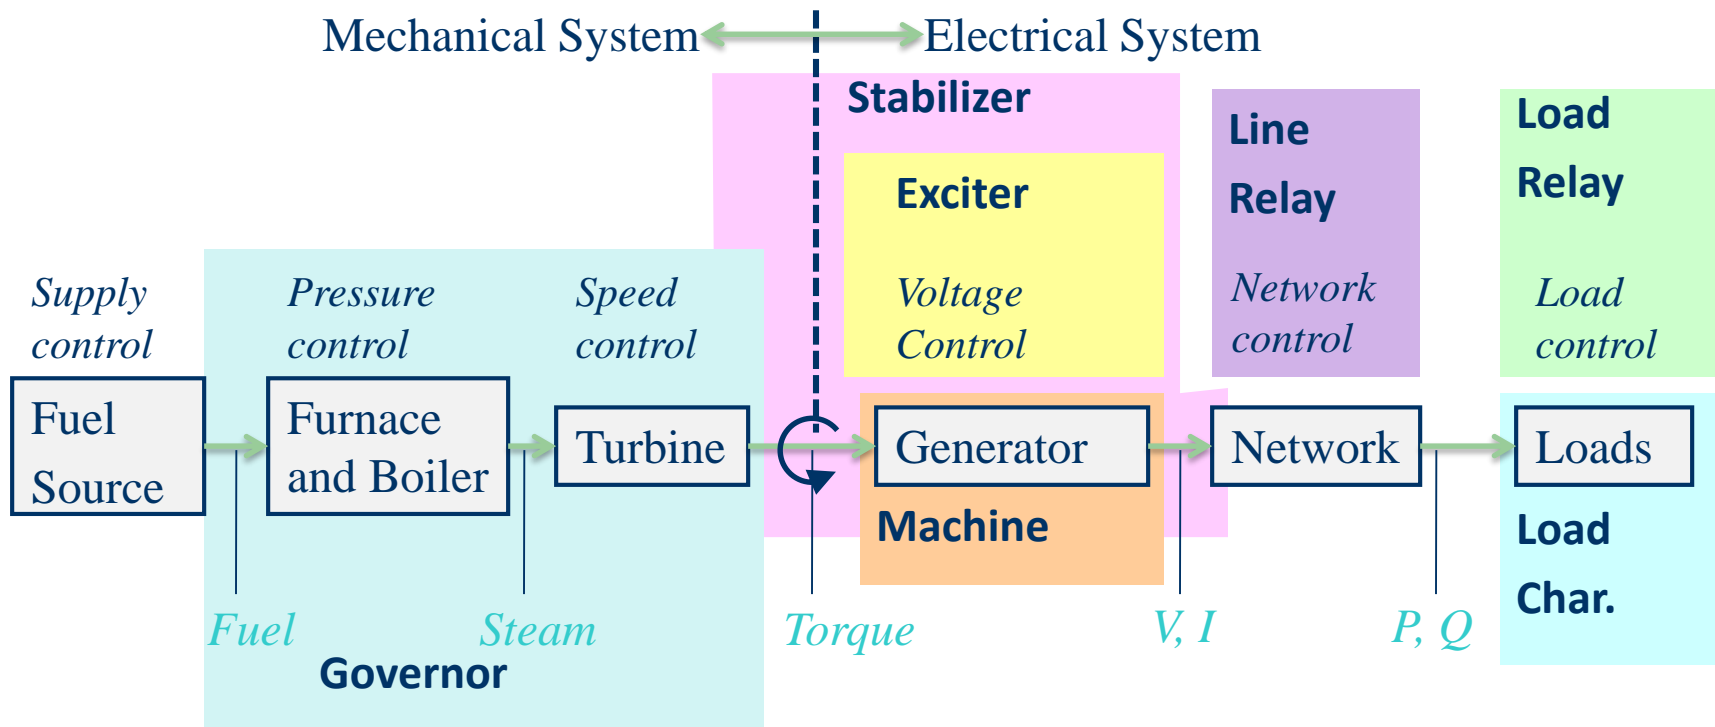 Mechanical System
Electrical System
Stabilizer
Exciter
Line
Relay
Load
Relay
Supply
control
Pressure
control
Speed
control
Voltage
Control
Network
control
Load
control
Fuel
Source
Furnace
and Boiler
Turbine
Generator
Network
Loads
Machine
Load
Char.
Fuel
Steam
Torque
V, I
P, Q
Governor